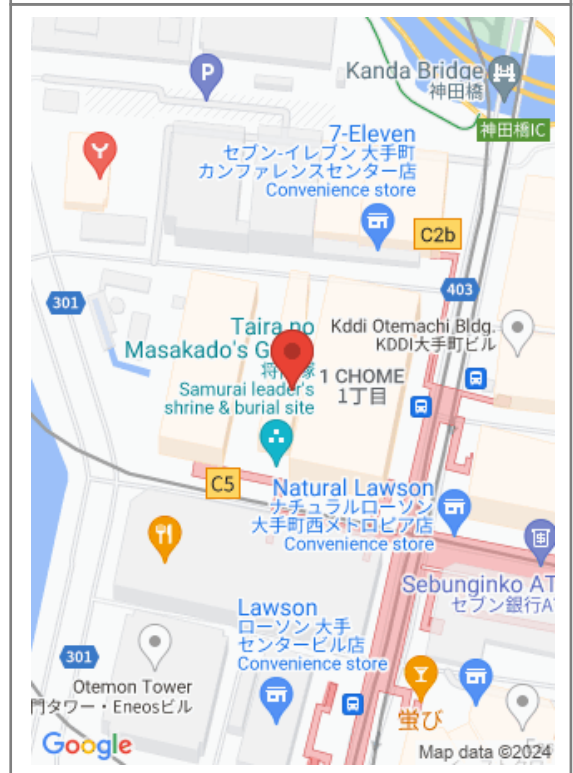 P
Kanda Bridge
神田橋
神田橋IC
7-Eleven
セブン-イレブン 大手町
カンファレンスセンター店
Convenience store
C2b
301
403
Taira no
Masakado's G
Samurai leader's
shrine & burial site
Kddi Otemachi Bldg.
KDDI大手町ビル
1 CHOME
1丁目
C5
Natural Lawson
ナチュラルローソン
大手町西メトロピア店
Convenience store
Sebunginko AT
セブン銀行A
Lawson
ローソン 大手
センタービル店
Convenience store
301
Otemon Tower
門タワー・Eneosビル
蛍び
Google
Map data ©2024